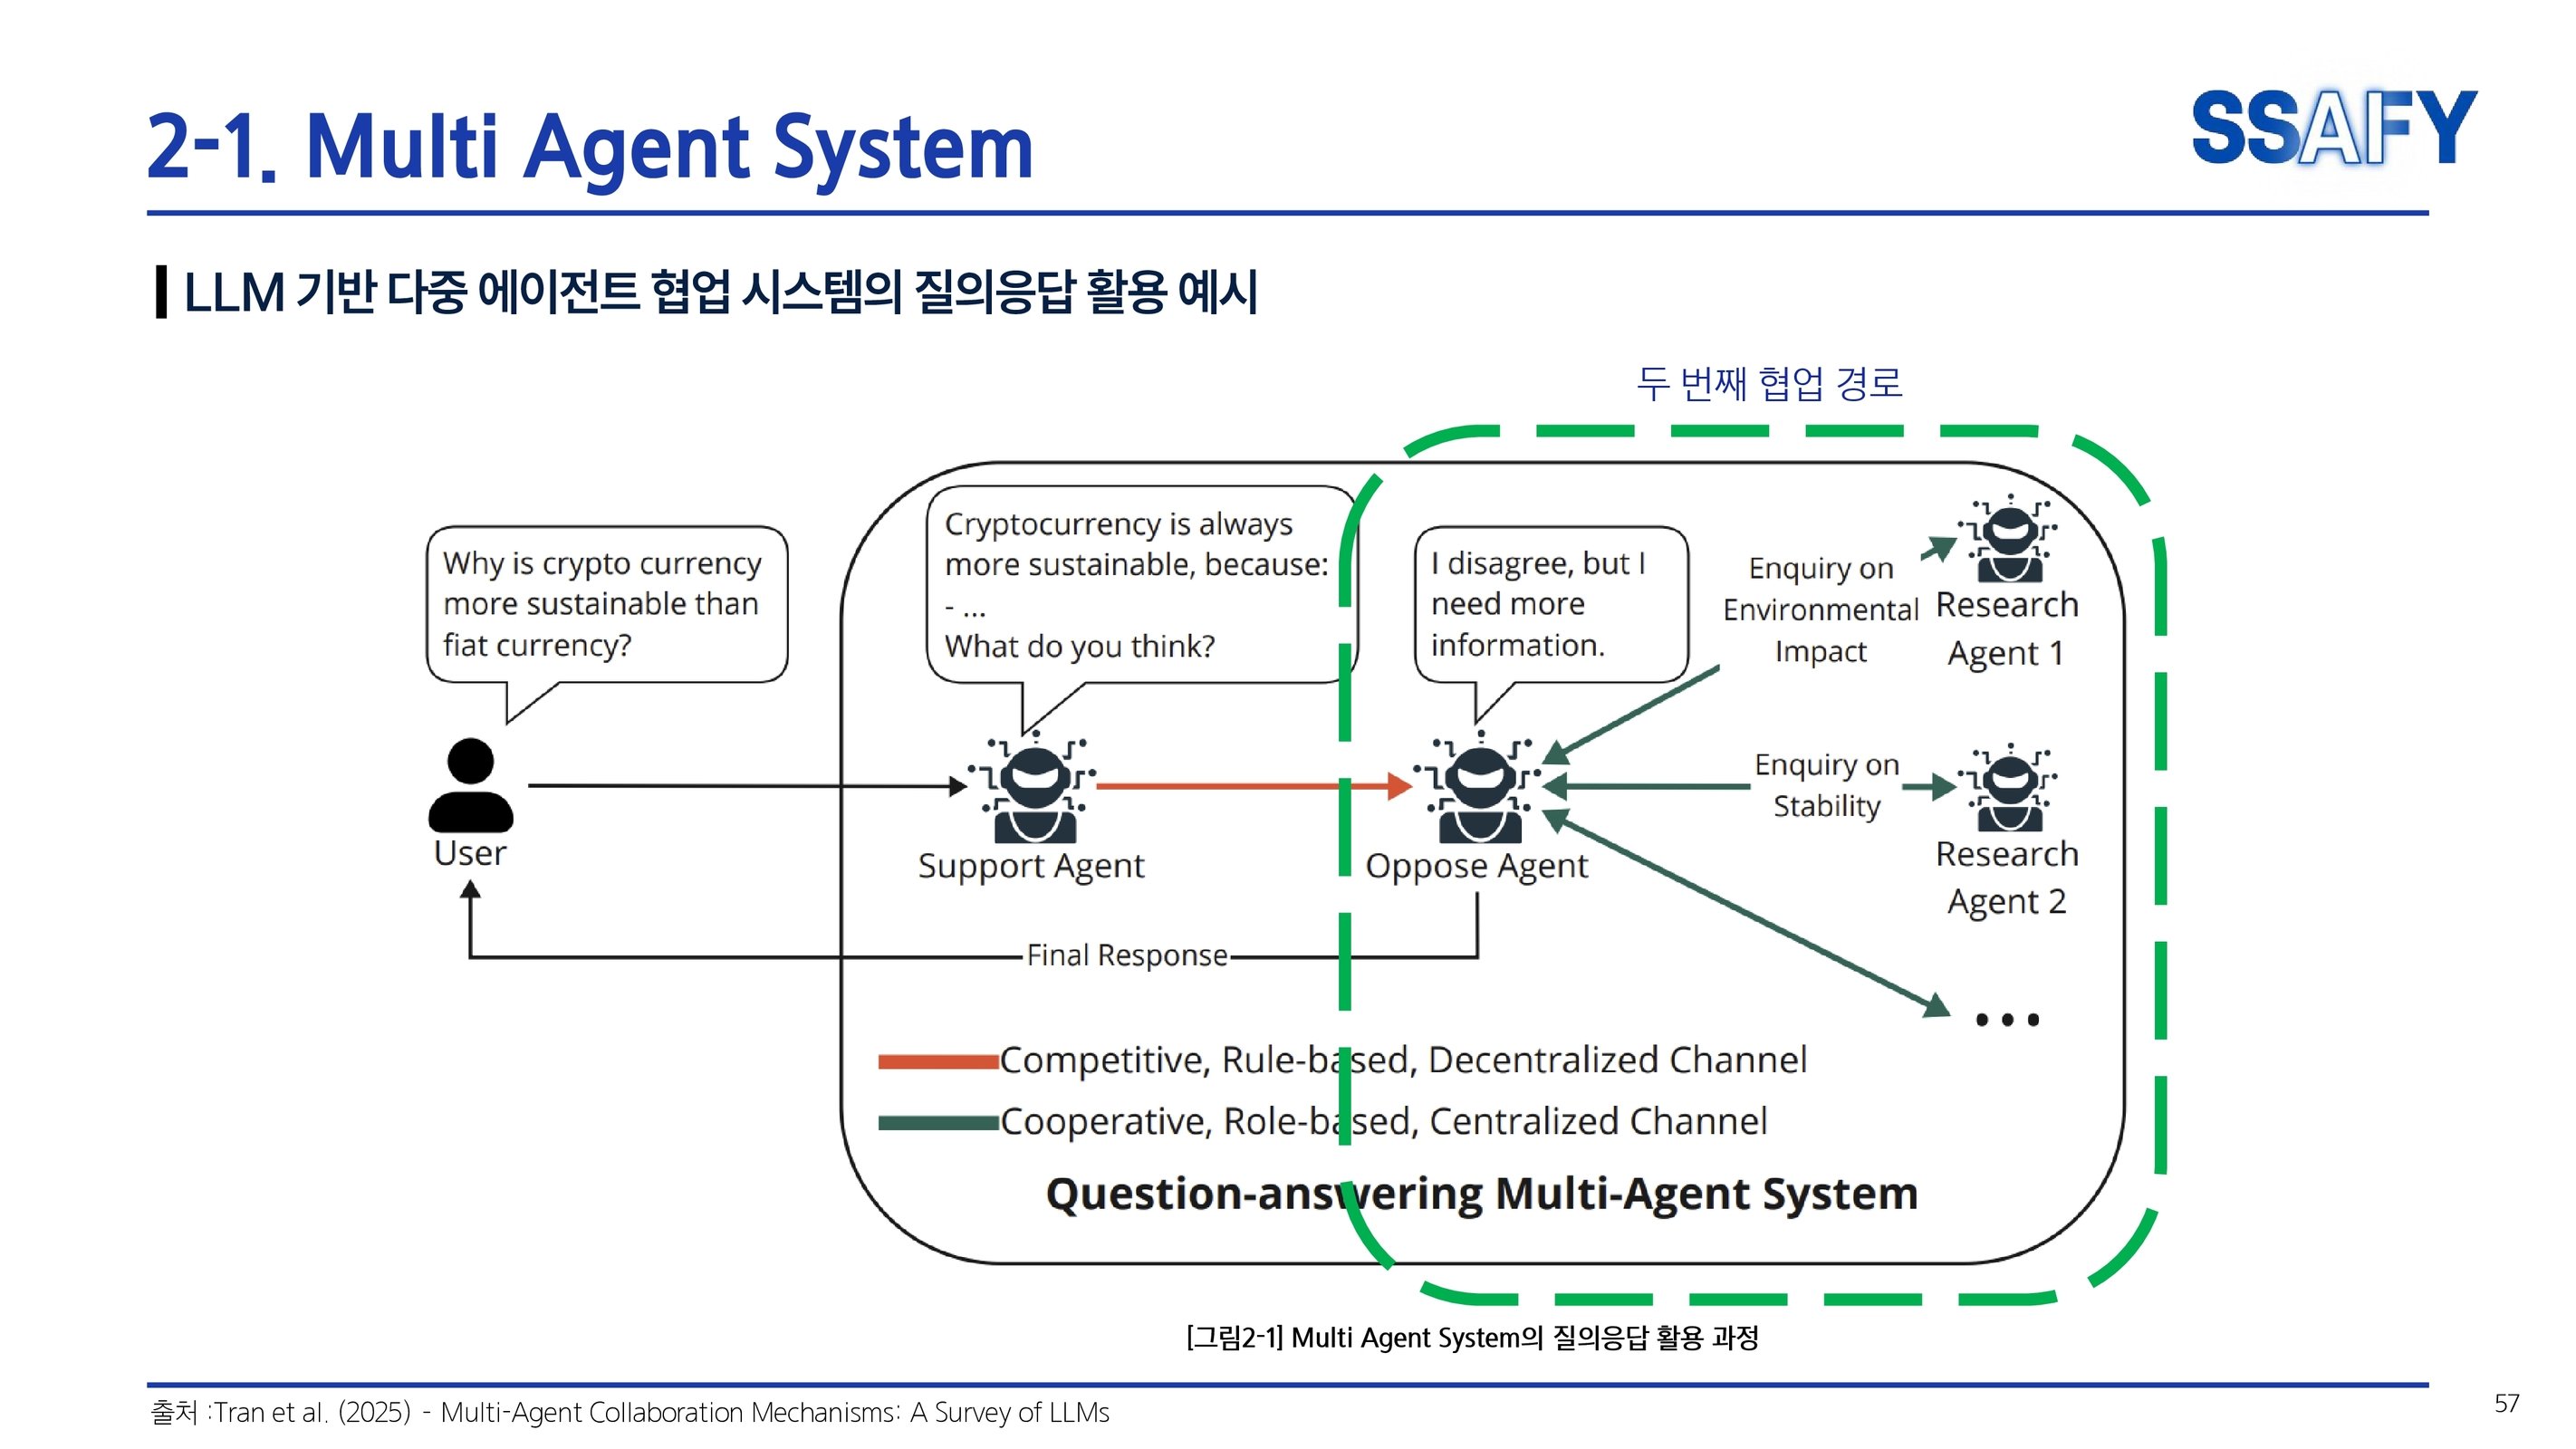 2-1. Multi Agent System
SSAFY
LLM 기반 다중 에이전트 협업 시스템의 질의응답 활용 예시
두 번째 협업 경로
Why is crypto currency
more sustainable than
fiat currency?
Cryptocurrency is always
more sustainable, because:
- ...
What do you think?
I disagree, but I
need more
information.
Enquiry on
Environmental
Impact
Research
Agent 1
Enquiry on
Stability
Research
Agent 2
User
Support Agent
Oppose Agent
Final Response
...
Competitive, Rule-based, Decentralized Channel
Cooperative, Role-based, Centralized Channel
Question-answering Multi-Agent System
[그림2-1] Multi Agent System의 질의응답 활용 과정
출처 :Tran et al. (2025) - Multi-Agent Collaboration Mechanisms: A Survey of LLMs
57